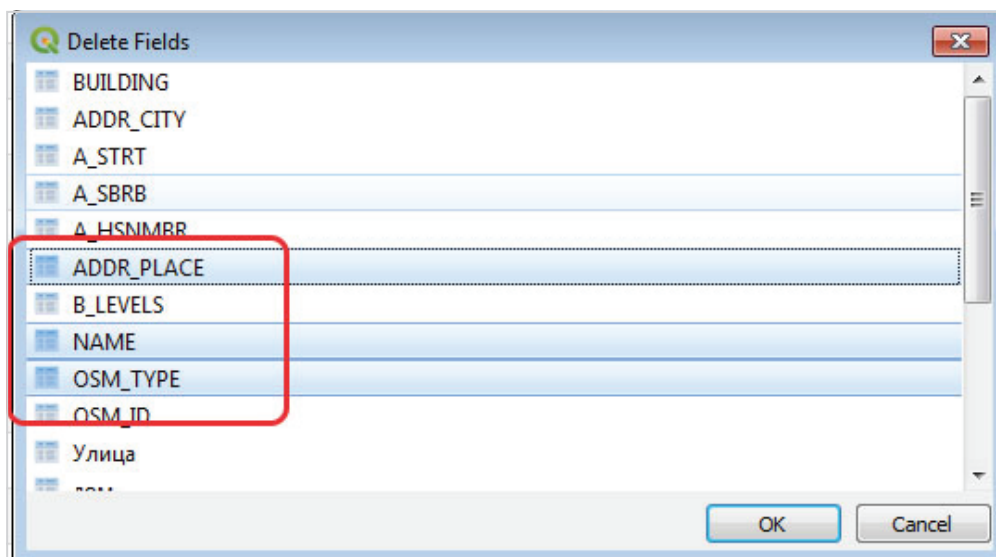 Delete Fields
BUILDING
ADDR_CITY
A_STRT
A_SBRB
A_HSNMBR
ADDR_PLACE
B_LEVELS
NAME
OSM_TYPE
OSM_ID
Улица
OK Cancel